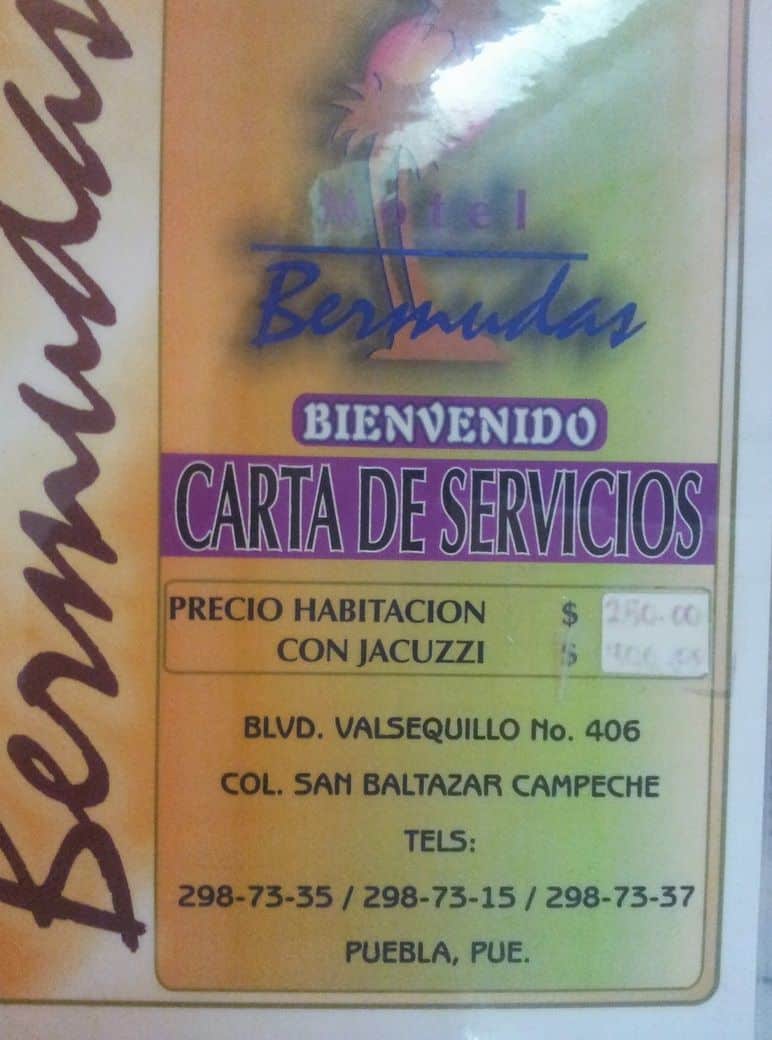 Bermudas
Motel
Bermudas
BIENVENIDO
CARTA DE SERVICIOS
PRECIO HABITACION $ 250.00
CON JACUZZI $
BLVD. VALSEQUILLO No. 406
COL. SAN BALTAZAR CAMPECHE
TELS:
298-73-35 / 298-73-15 / 298-73-37
PUEBLA, PUE.